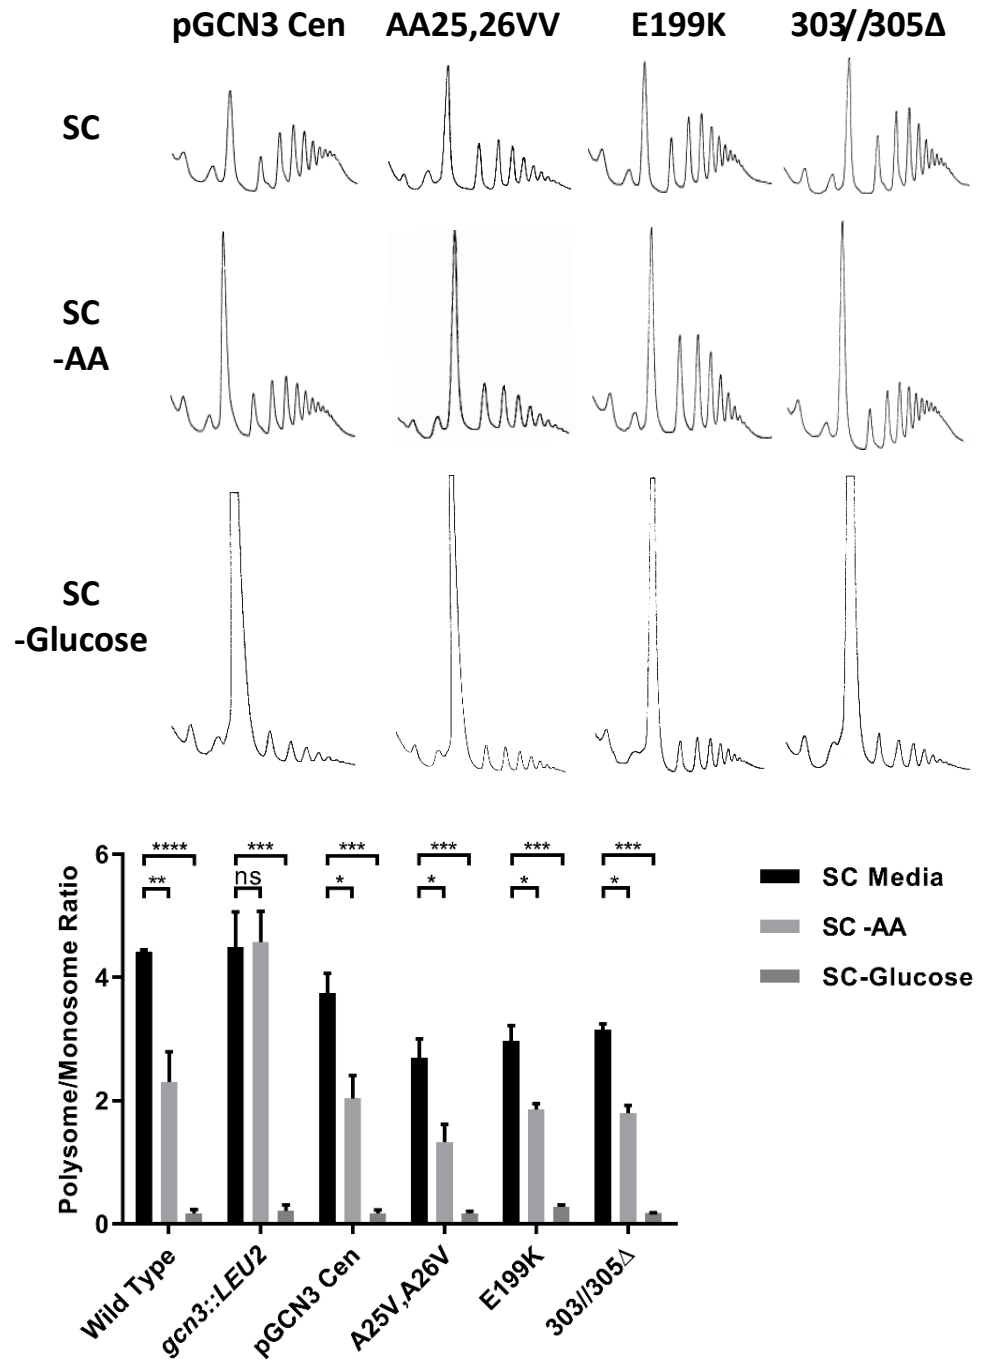 pGCN3 Cen AA25,26VV E199K 303//305Δ
SC
SC
-AA
SC
-Glucose
Polysome/Monosome Ratio
6
4
2
0
**** *** *** *** *** ***
** ns * * * *
SC Media
SC -AA
SC-Glucose
Wild Type
gcn3::LEU2
pGCN3 Cen
A25V,A26V
E199K
303//305Δ